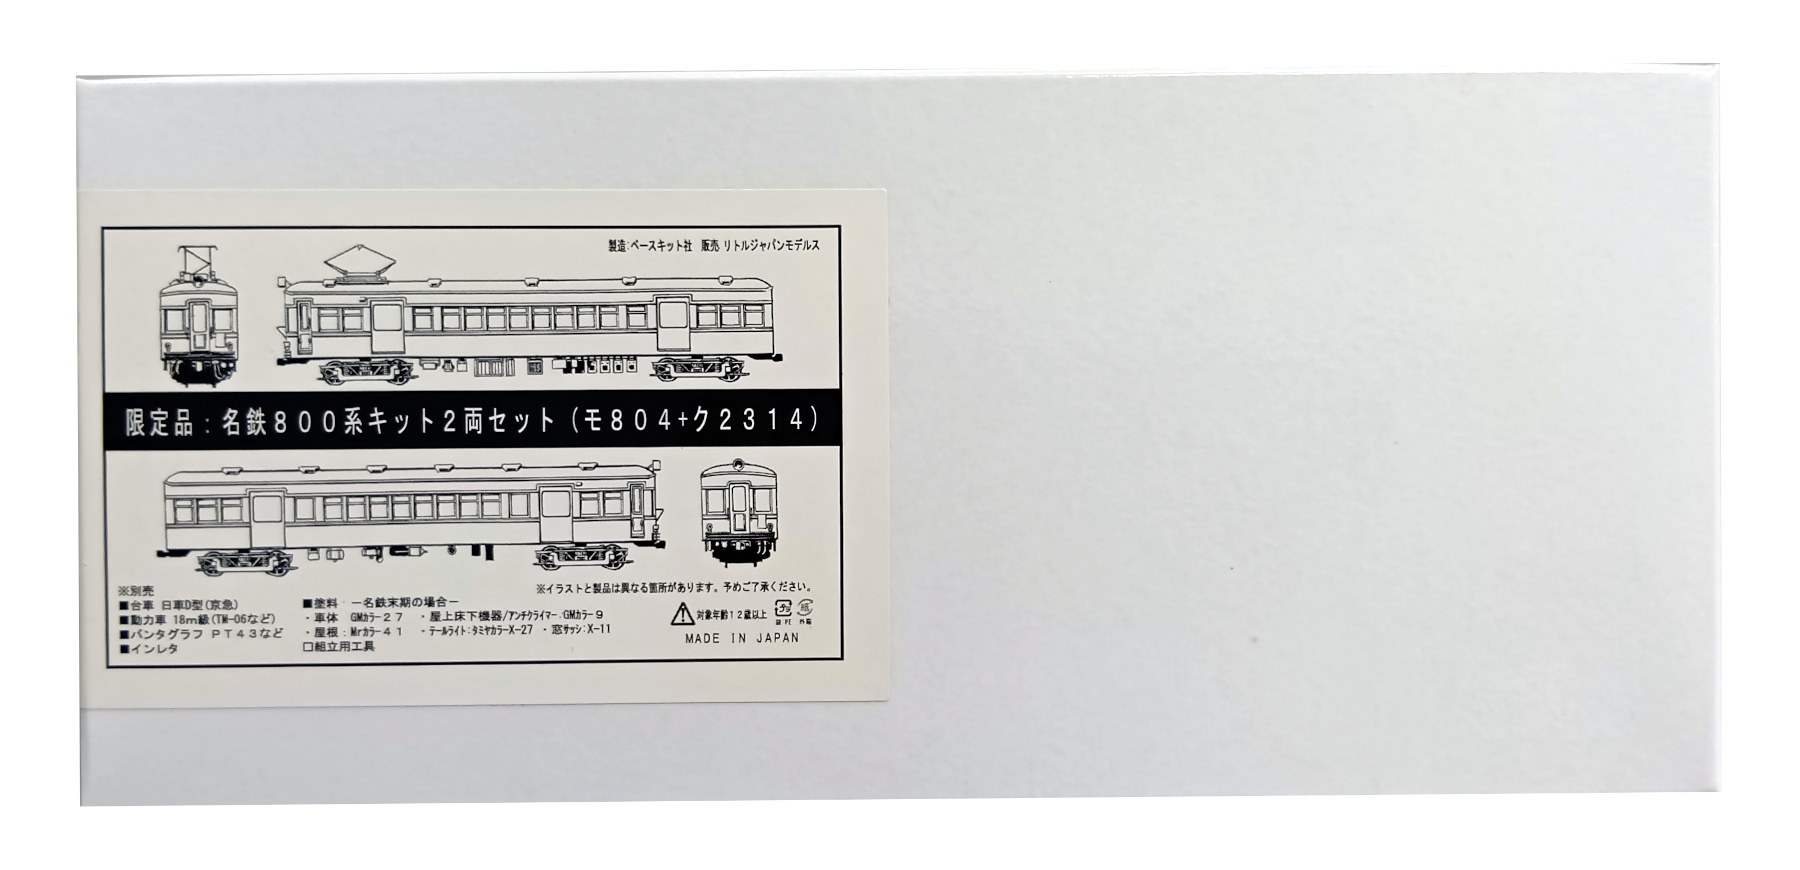 製造:ベースキット社 販売 リトルジャパンモデルス
限定品:名鉄800系キット2両セット(モ804+ク2314)
※イラストと製品は異なる箇所があります。予めご了承ください。
※別売
■台車 日車D型(京急)
■動力車 18m級(TM-06など)
■パンタグラフ PT43など
■インレタ
■塗料 -名鉄末期の場合-
・車体 GMカラー27 ・屋上床下機器/アンチクライマー:GMカラー9
・屋根:Mrカラー41 ・テールライト:タミヤカラーX-27 ・窓サッシ:X-11
□組立用工具
対象年齢12歳以上
プラ
袋 PE
紙
外箱
MADE IN JAPAN